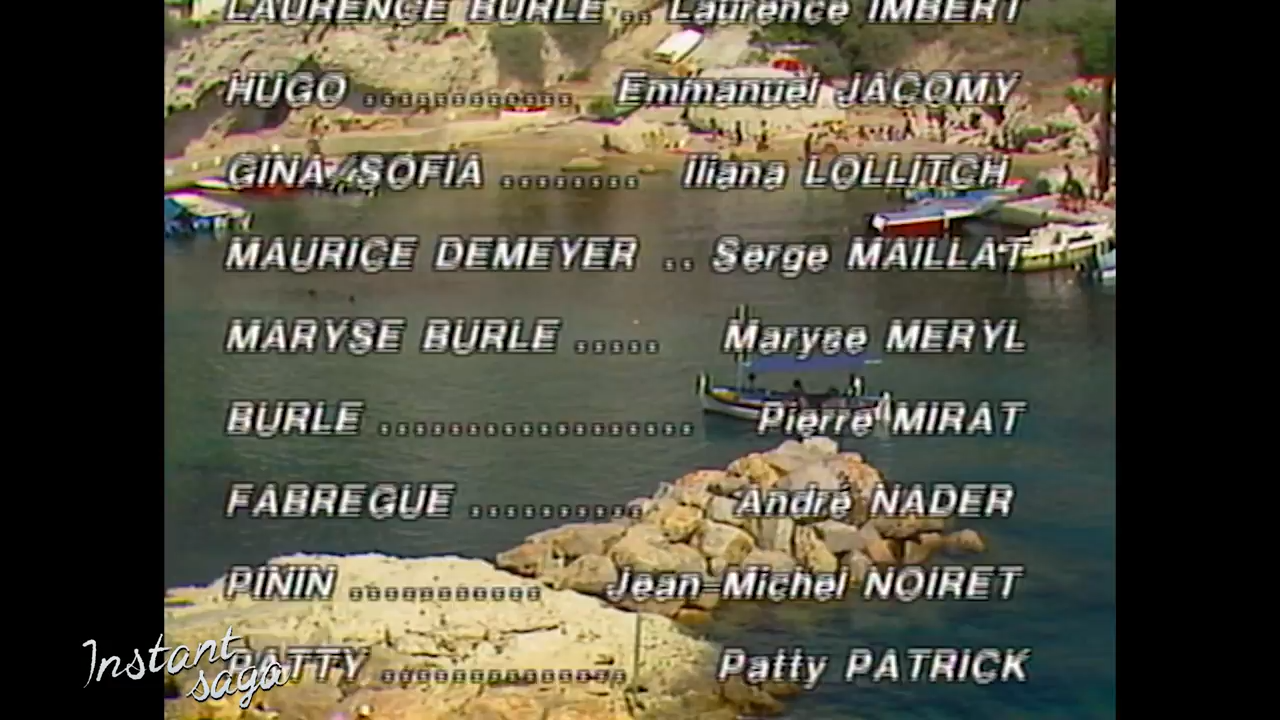 LAURENCE BURLE .. Laurence IMBERT
HUGO ............ Emmanuel JACOMY
GINA/SOFIA ........ Iliana LOLLITCH
MAURICE DEMEYER .. Serge MAILLAT
MARYSE BURLE ..... Maryse MERYL
BURLE .................. Pierre MIRAT
FABREGUE .......... André NADER
PININ ........... Jean-Michel NOIRET
PATTY .............. Patty PATRICK
Instant
saga